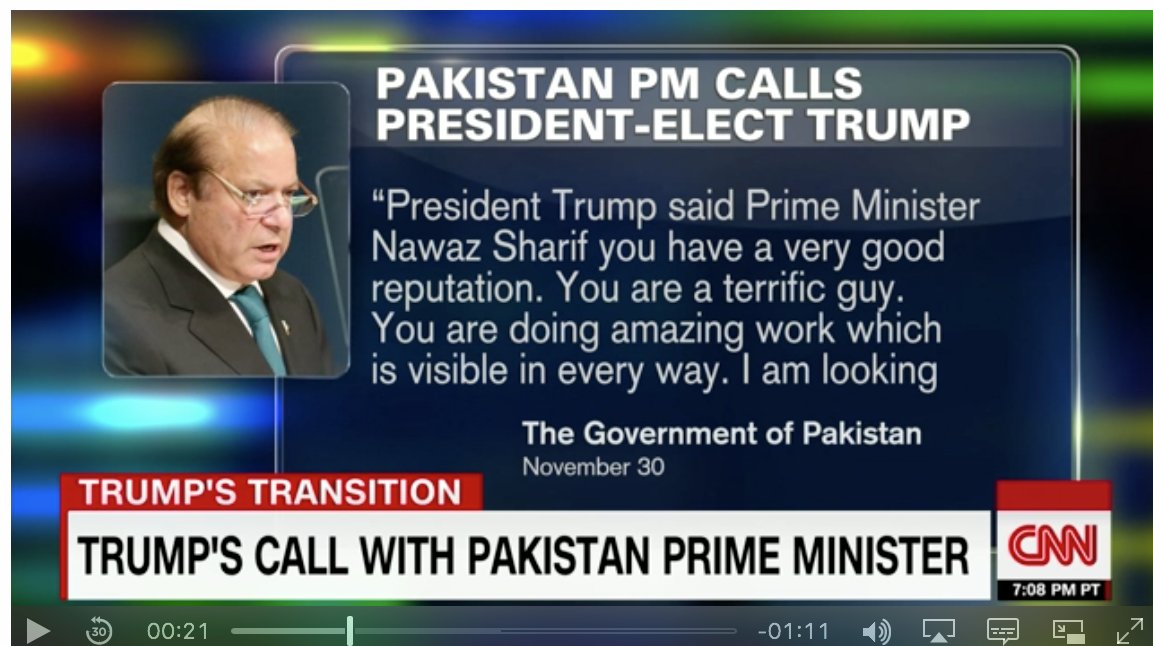 PAKISTAN PM CALLS
PRESIDENT-ELECT TRUMP
“President Trump said Prime Minister
Nawaz Sharif you have a very good
reputation. You are a terrific guy.
You are doing amazing work which
is visible in every way. I am looking
The Government of Pakistan
November 30
TRUMP'S TRANSITION
TRUMP'S CALL WITH PAKISTAN PRIME MINISTER
CNN
7:08 PM PT
30
00:21
-01:11